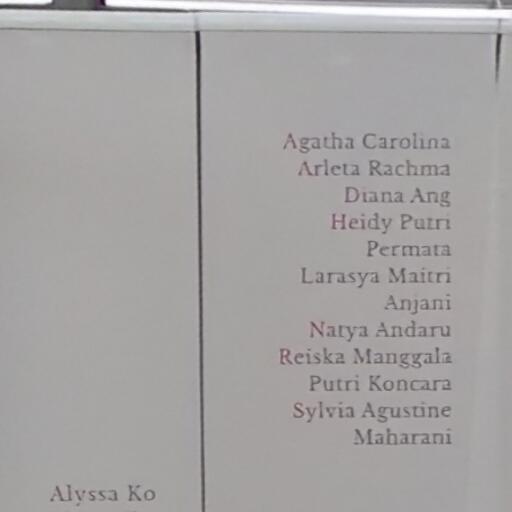 Agatha Carolina
Arleta Rachma
Diana Ang
Heidy Putri
Permata
Larasya Maitri
Anjani
Natya Andaru
Reiska Manggala
Putri Koncara
Sylvia Agustine
Maharani
Alyssa Ko